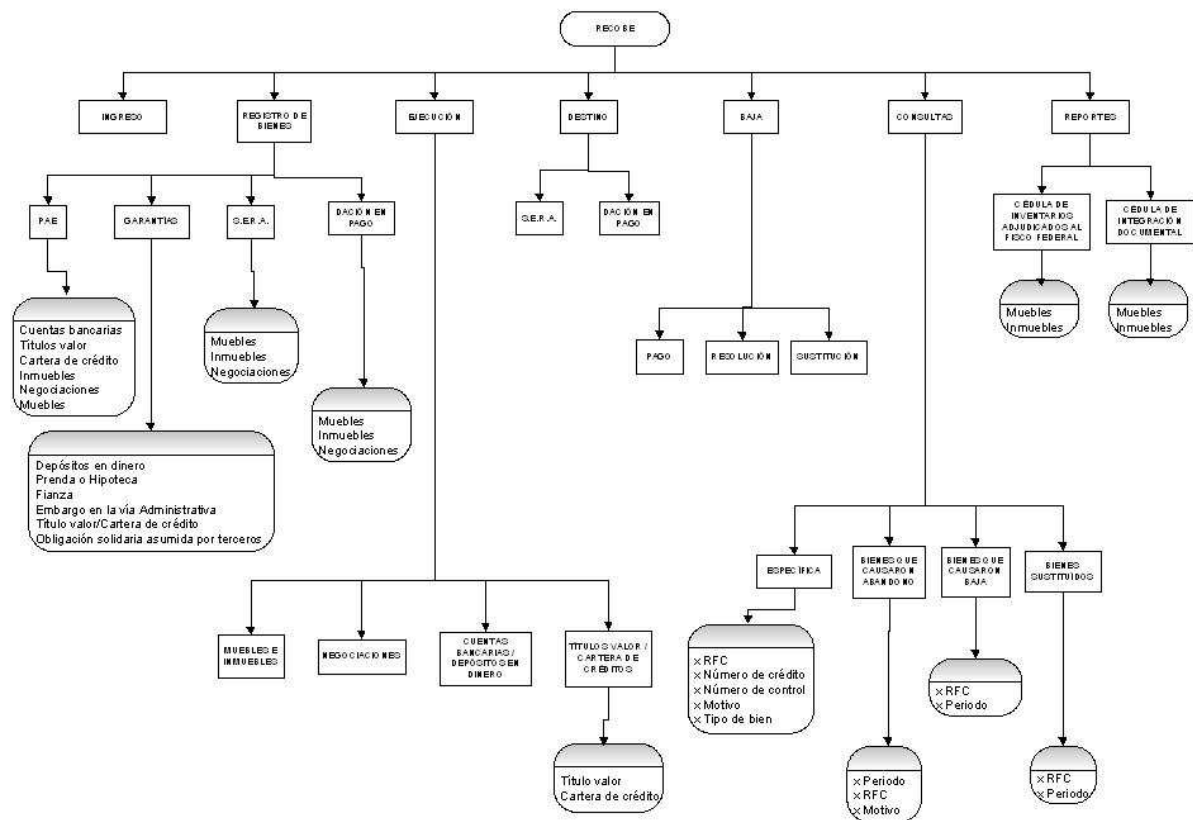 RECOBE
INGRESO
REGISTRO DE
BIENES
EJECUCIÓN
DESTINO
BAJA
CONSULTAS
REPORTES
PAE
GARANTÍAS
S.E.R.A.
DACIÓN EN
PAGO
S.E.R.A.
DACIÓN EN
PAGO
CÉDULA DE
INVENTARIOS
ADJUDICADOS AL
FISCO FEDERAL
CÉDULA DE
INTEGRACIÓN
DOCUMENTAL
Cuentas bancarias
Títulos valor
Cartera de crédito
Inmuebles
Negociaciones
Muebles
Muebles
Inmuebles
Negociaciones
Muebles
Inmuebles
Negociaciones
Muebles
Inmuebles
Muebles
Inmuebles
PAGO
RESOLUCIÓN
SUSTITUCIÓN
Depósitos en dinero
Prenda o Hipoteca
Fianza
Embargo en la vía Administrativa
Título valor/Cartera de crédito
Obligación solidaria asumida por terceros
MUEBLES E
INMUEBLES
NEGOCIACIONES
CUENTAS
BANCARIAS /
DEPÓSITOS EN
DINERO
TÍTULOS VALOR /
CARTERA DE
CRÉDITOS
Título valor
Cartera de crédito
ESPECÍFICA
BIENES QUE
CAUSARON
ABANDONO
BIENES QUE
CAUSARON
BAJA
BIENES
SUSTITUÍDOS
× RFC
× Número de crédito
× Número de control
× Motivo
× Tipo de bien
× Periodo
× RFC
× Motivo
× RFC
× Periodo
× RFC
× Periodo